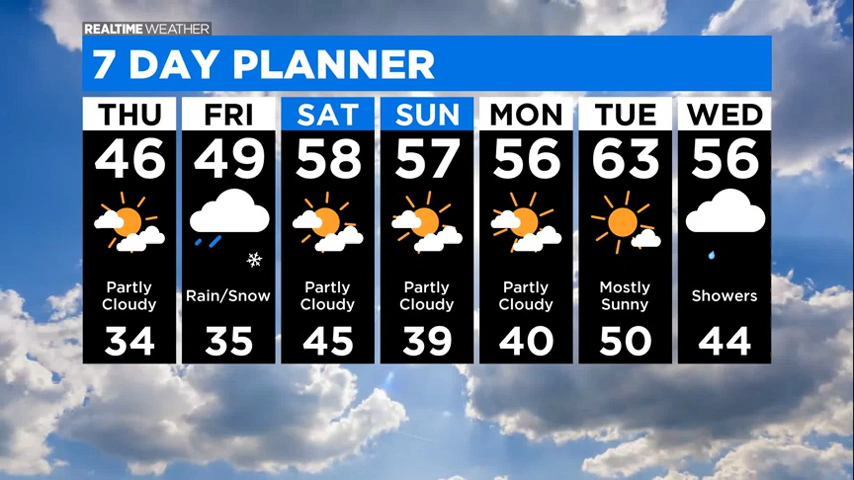 REALTIME WEATHER
7 DAY PLANNER
THU FRI SAT SUN MON TUE WED
46 49 58 57 56 63 56
Partly Cloudy
Rain/Snow
Partly Cloudy
Partly Cloudy
Partly Cloudy
Mostly Sunny
Showers
34 35 45 39 40 50 44